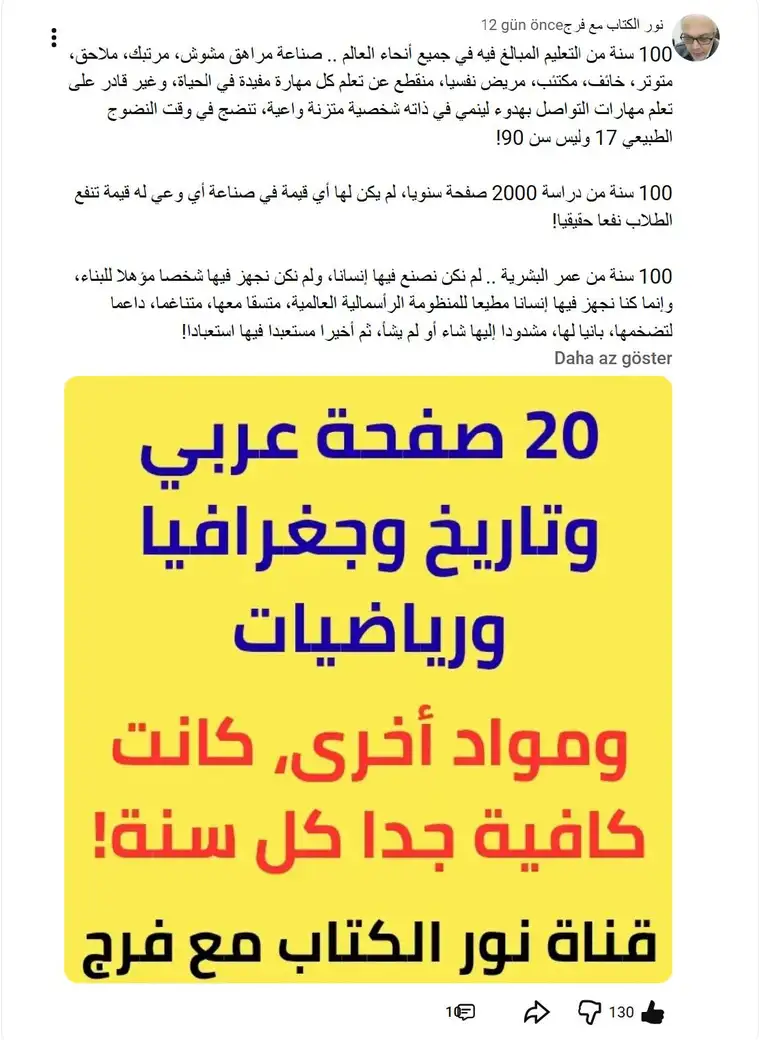 نور الكتاب مع فرج12 gün önce
100 سنة من التعليم المبالغ فيه في جميع أنحاء العالم .. صناعة مراهق مشوش، مرتبك، ملاحق،
متوتر، خائف، مكتئب، مريض نفسيا، منقطع عن تعلم كل مهارة مفيدة في الحياة، وغير قادر على
تعلم مهارات التواصل بهدوء لينمي في ذاته شخصية متزنة واعية، تنضج في وقت النضوج
الطبيعي 17 وليس سن 90!
100 سنة من دراسة 2000 صفحة سنويا، لم يكن لها أي قيمة في صناعة أي وعي له قيمة تنفع
الطلاب نفعا حقيقيا!
100 سنة من عمر البشرية .. لم نكن نصنع فيها إنسانا، ولم نكن نجهز فيها شخصا مؤهلا للبناء،
وإنما كنا نجهز فيها إنسانا مطيعا للمنظومة الرأسمالية العالمية، متسقا معها، متناغما، داعما
لتضخمها، بانيا لها، مشدودا إليها شاء أو لم يشأ، ثم أخيرا مستعبدا فيها استعبادا!
Daha az göster
20 صفحة عربي
وتاريخ وجغرافيا
ورياضيات
ومواد أخرى، كانت
كافية جدا كل سنة!
قناة نور الكتاب مع فرج
130
10